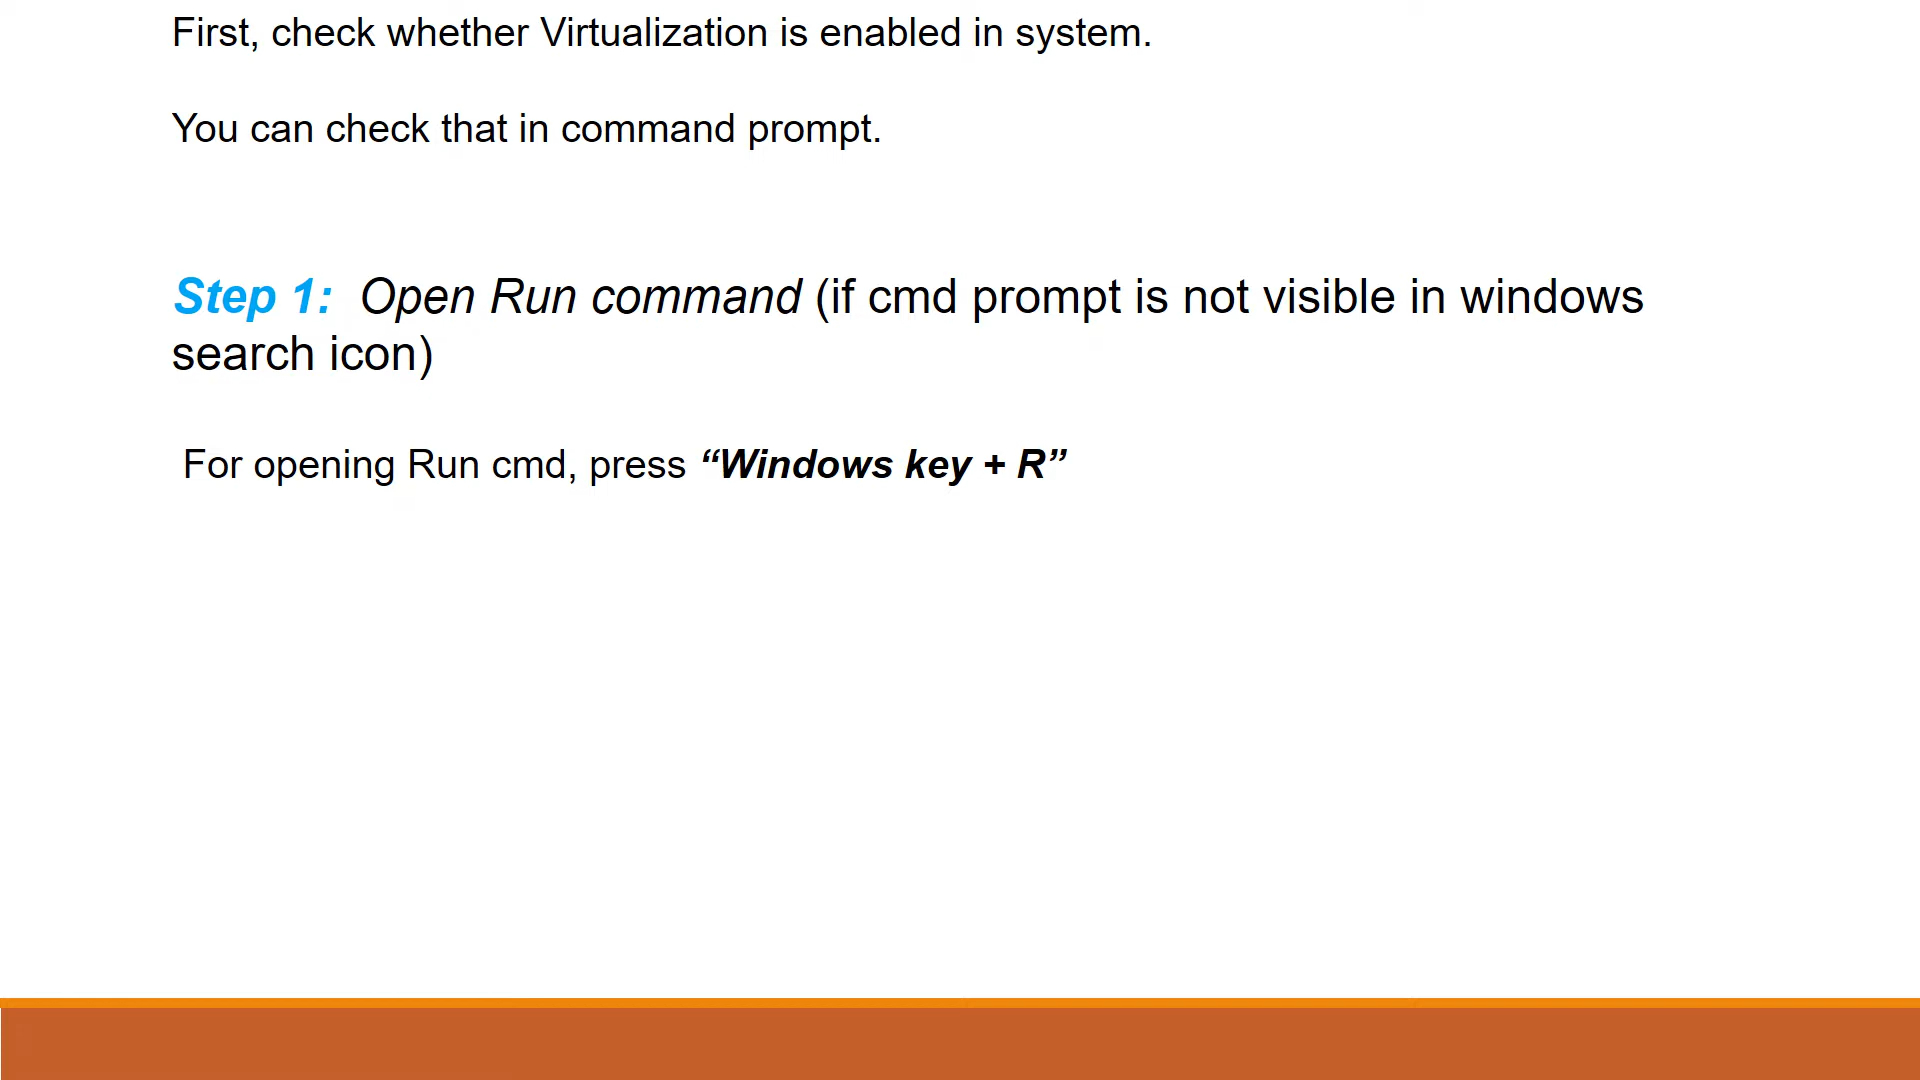 First, check whether Virtualization is enabled in system.
You can check that in command prompt.
Step 1: Open Run command (if cmd prompt is not visible in windows
search icon)
For opening Run cmd, press “Windows key + R”